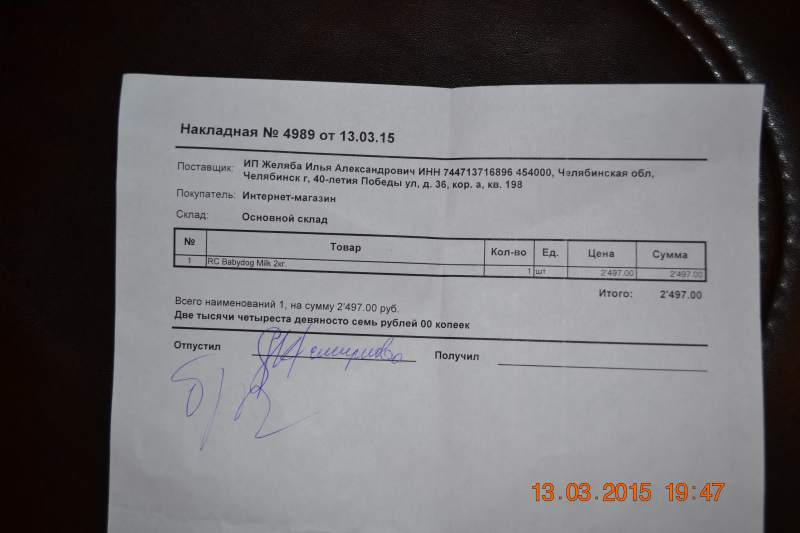 Накладная № 4989 от 13.03.15
Поставщик: ИП Желяба Илья Александрович ИНН 744713716896 454000, Челябинская обл,
Челябинск г, 40-летия Победы ул, д. 36, кор. а, кв. 198
Покупатель: Интернет-магазин
Склад: Основной склад
№ Товар Кол-во Ед. Цена Сумма
1 RC Babydog Milk 2кг. 1 шт 2'497.00 2'497.00
Итого: 2'497.00
Всего наименований 1, на сумму 2'497.00 руб.
Две тысячи четыреста девяносто семь рублей 00 копеек
Отпустил Получил
13.03.2015 19:47